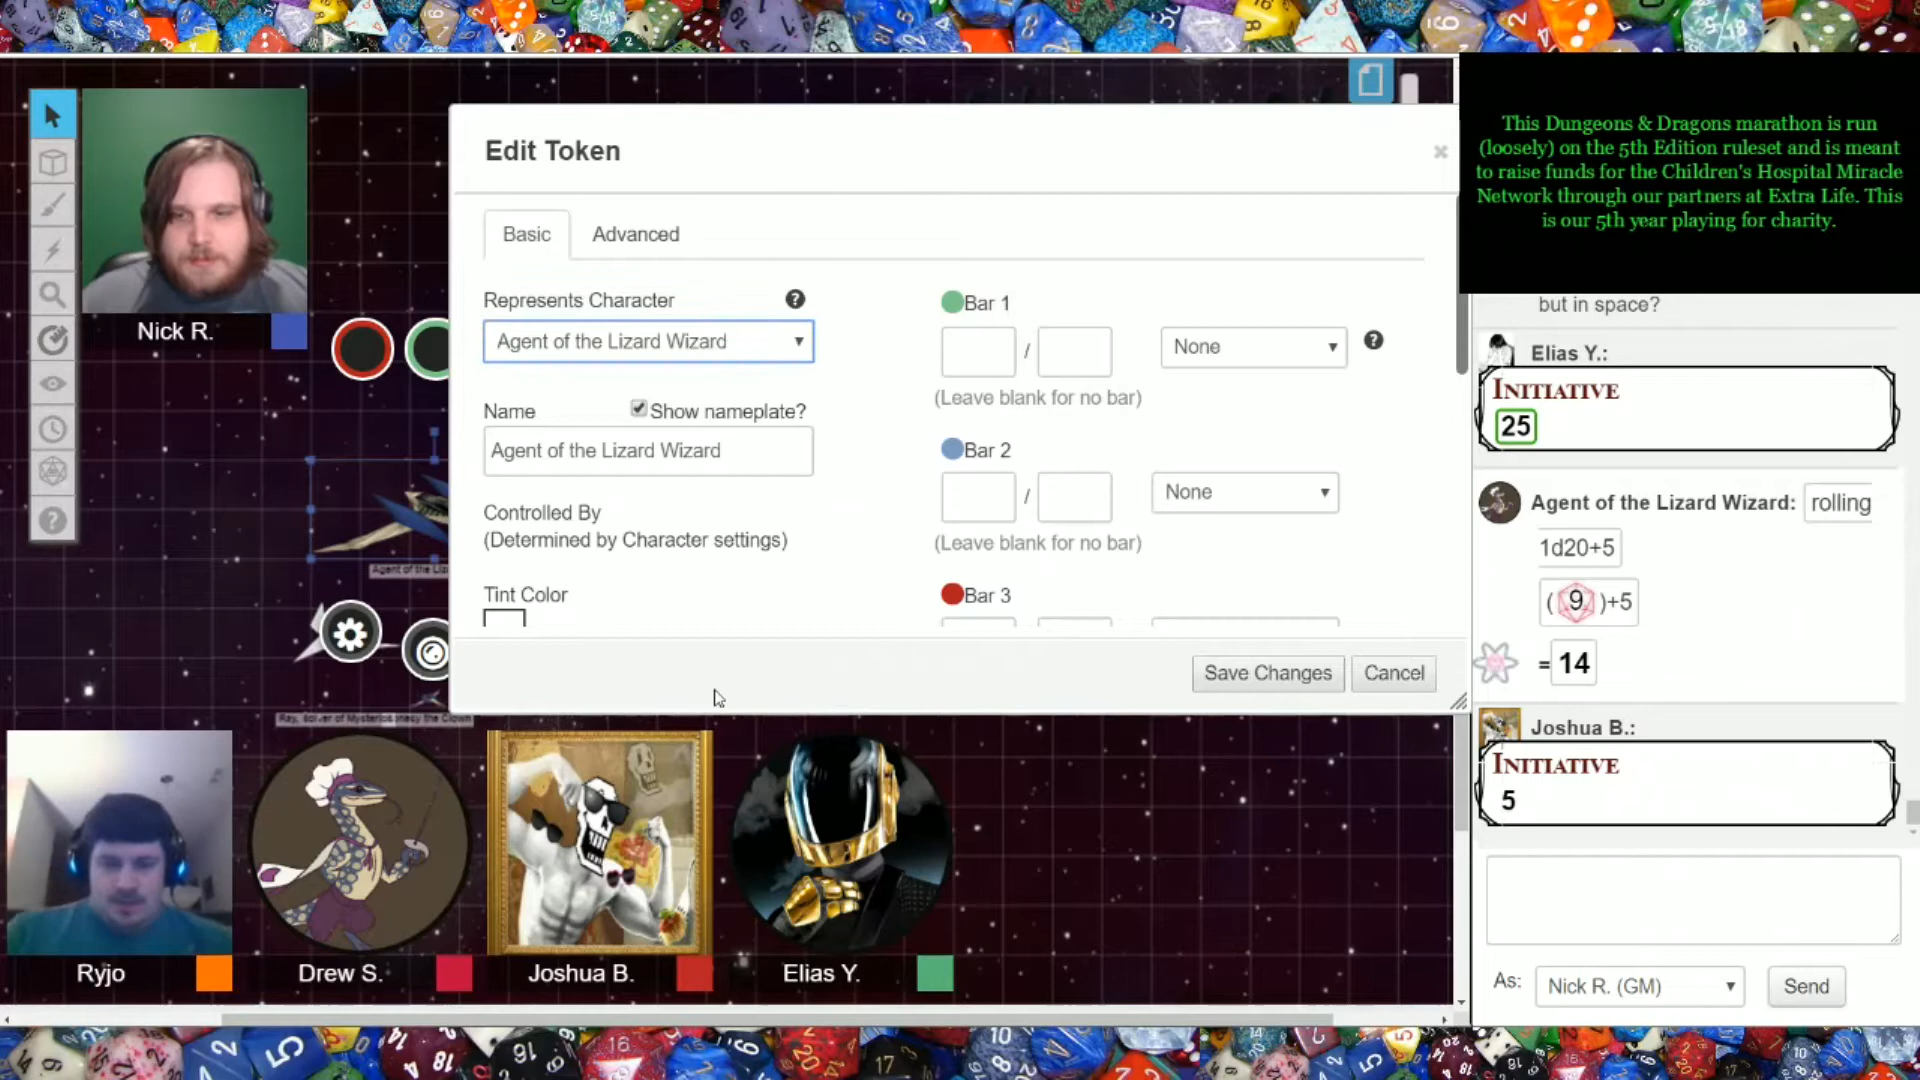 Nick R.
Agent of the Liz
Edit Token
×
Basic
Advanced
Represents Character
?
Agent of the Lizard Wizard
Name
Show nameplate?
Agent of the Lizard Wizard
Controlled By
(Determined by Character settings)
Tint Color
Bar 1
/
None
?
(Leave blank for no bar)
Bar 2
/
None
(Leave blank for no bar)
Bar 3
Save Changes
Cancel
This Dungeons & Dragons marathon is run
(loosely) on the 5th Edition ruleset and is meant
to raise funds for the Children's Hospital Miracle
Network through our partners at Extra Life. This
is our 5th year playing for charity.
but in space?
Elias Y.:
INITIATIVE
25
Agent of the Lizard Wizard: rolling
1d20+5
(9)+5
=14
Joshua B.:
INITIATIVE
5
As:
Nick R. (GM)
Send
Ryjo
Drew S.
Joshua B.
Elias Y.